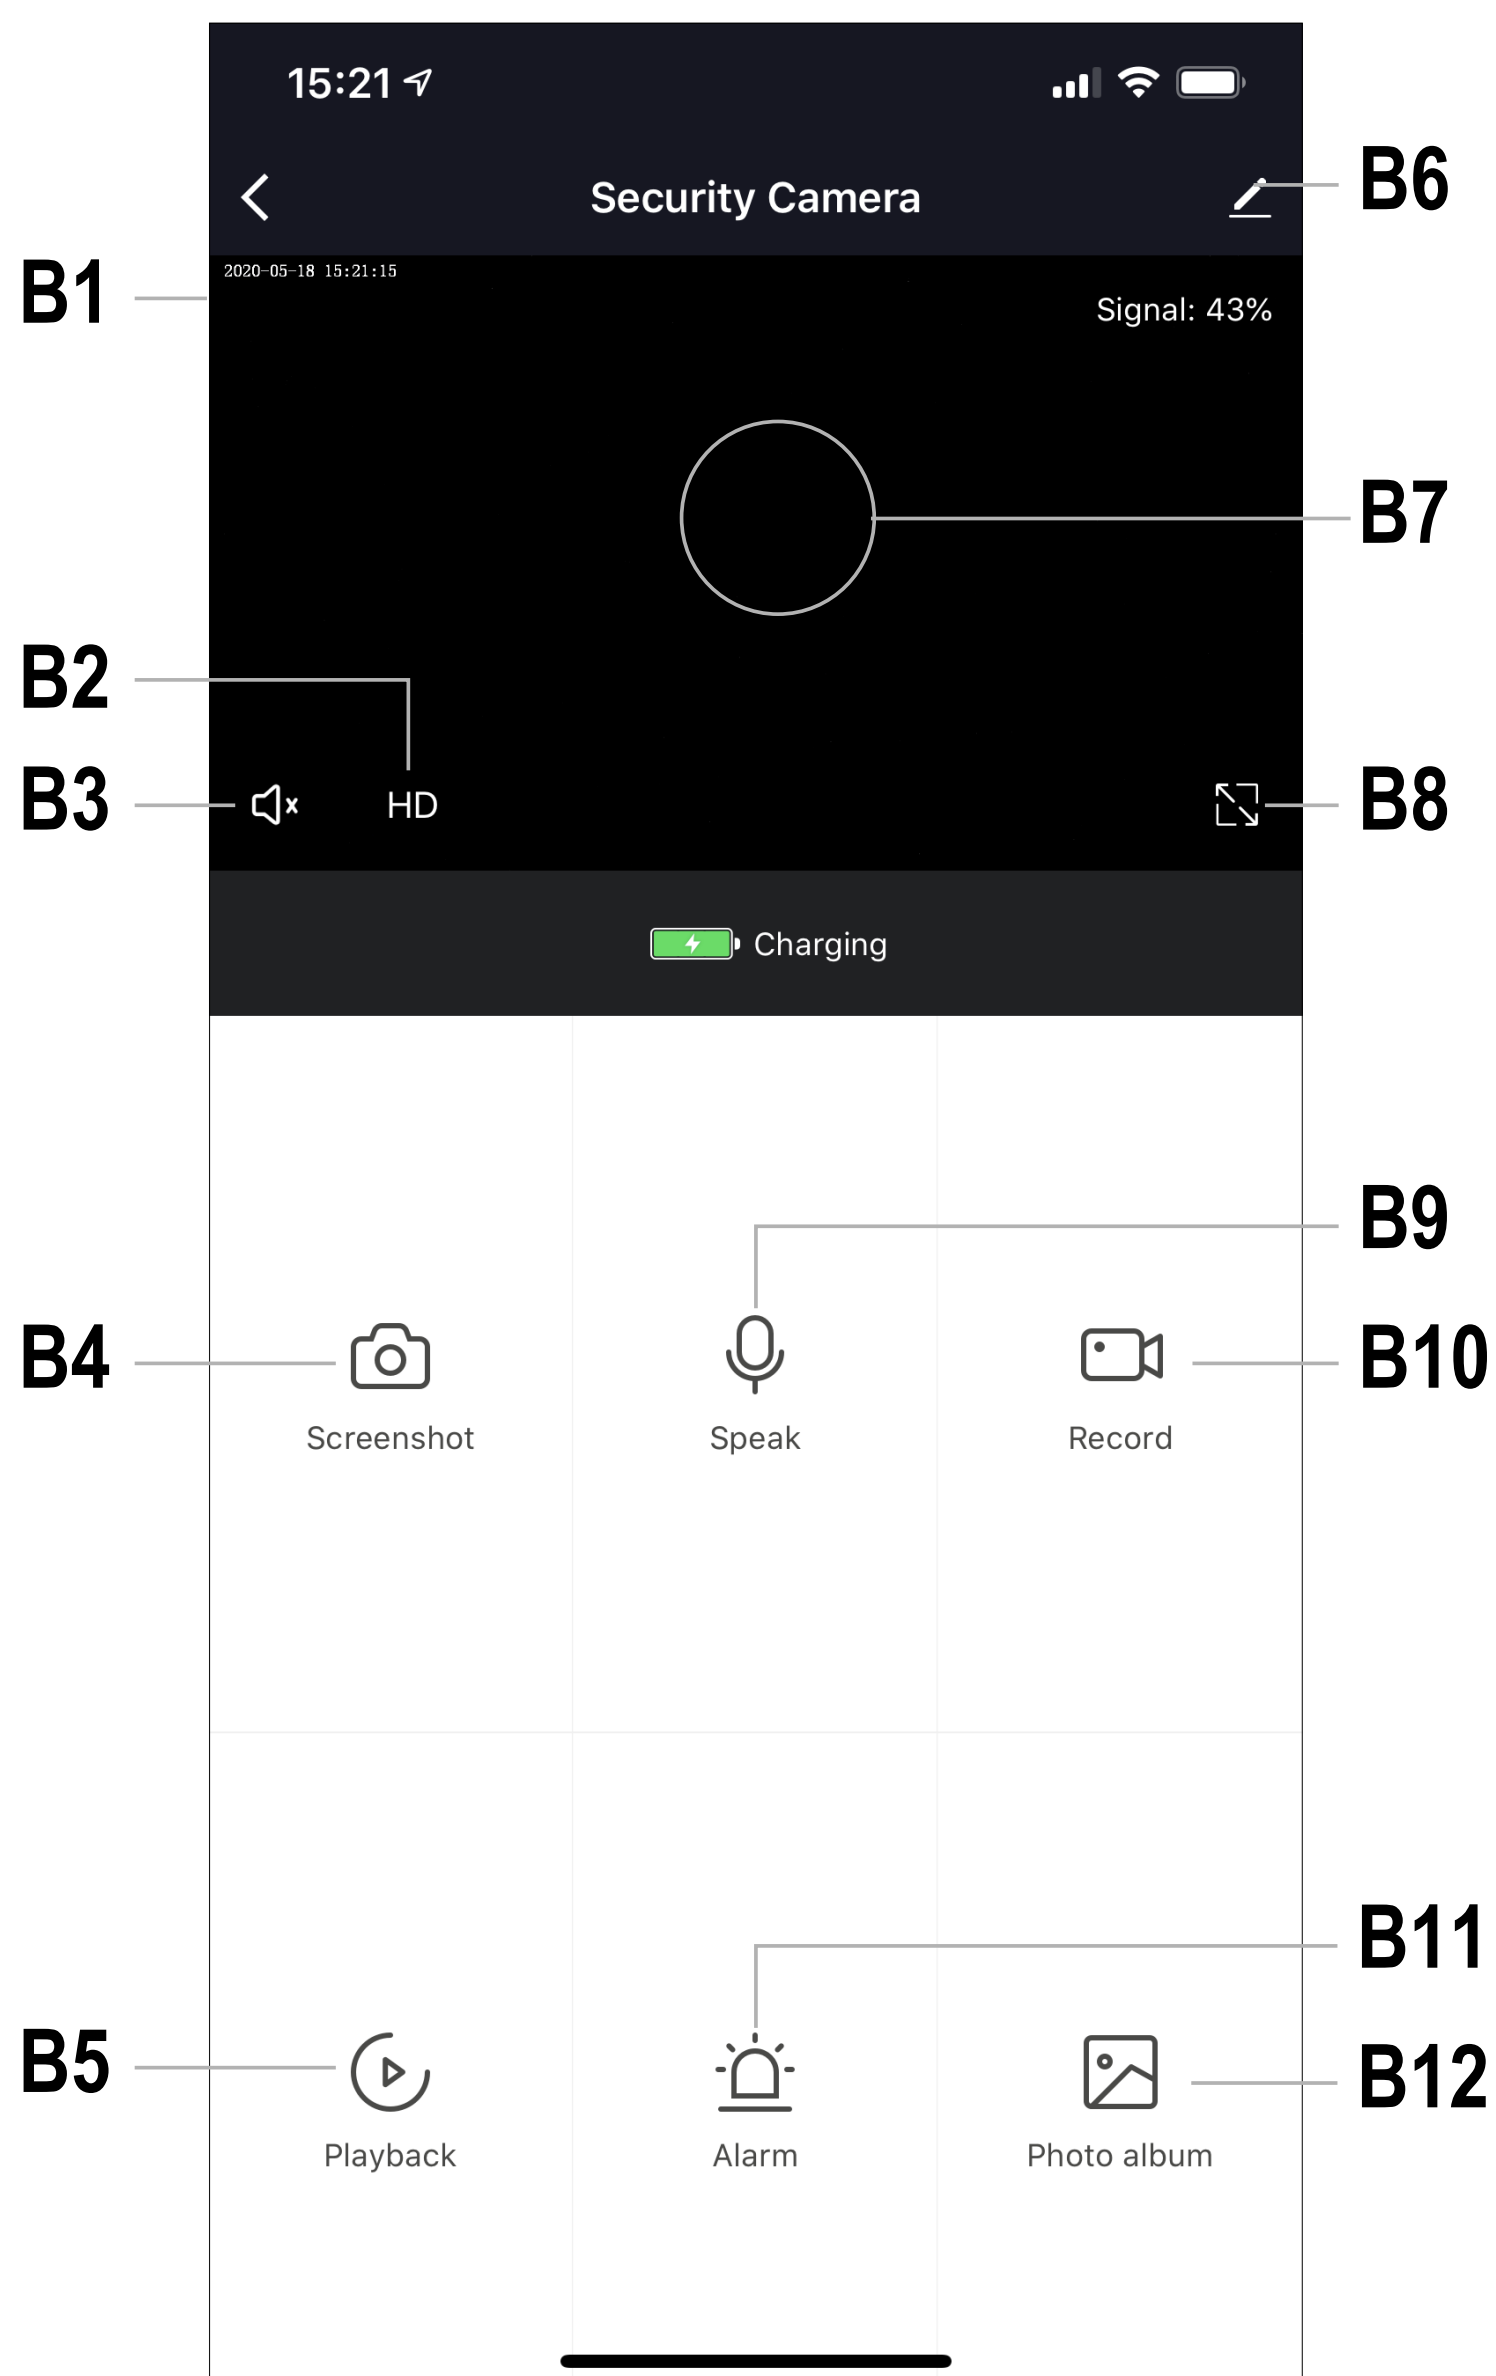 15:21
Security Camera
B6
B1
2020-05-18 15:21:15
Signal: 43%
B7
B2
B3
HD
B8
Charging
B9
B4
B10
Screenshot
Speak
Record
B11
B5
B12
Playback
Alarm
Photo album